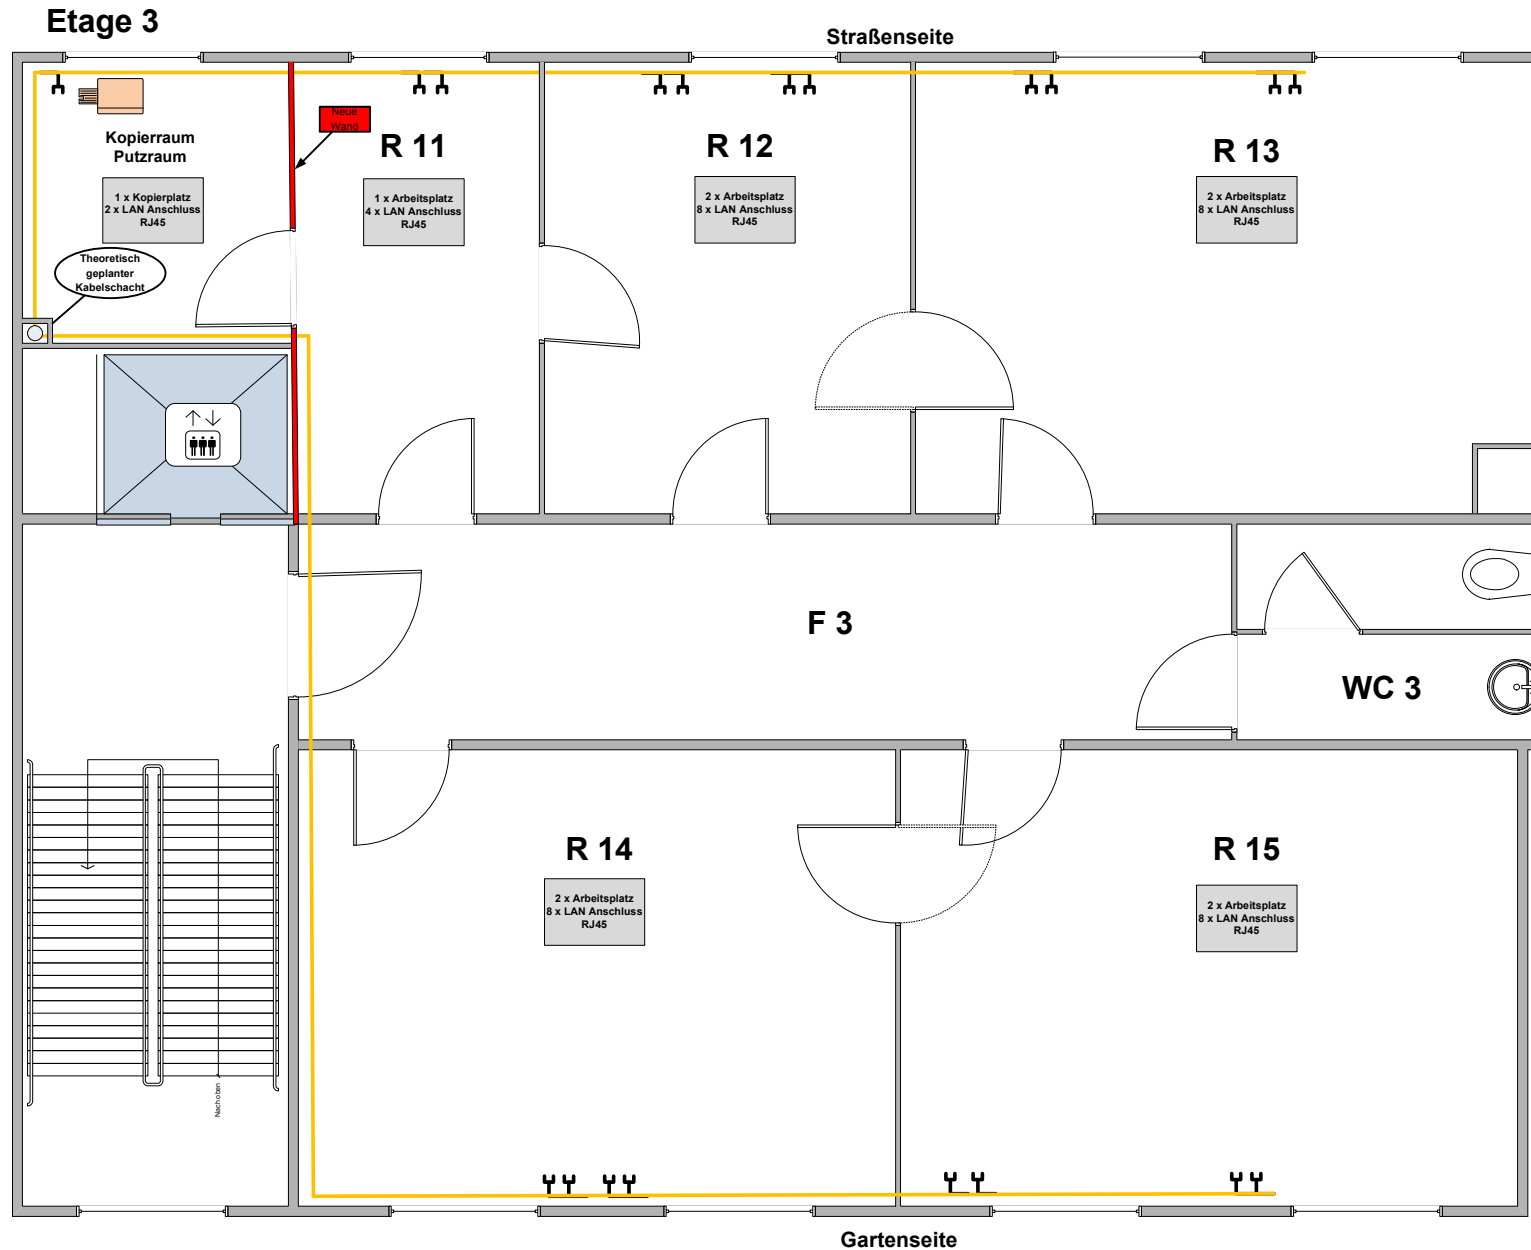 Etage 3
Straßenseite
Kopierraum
Putzraum
Neue
Wand
R 11
R 12
R 13
1 x Kopierplatz
2 x LAN Anschluss
RJ45
1 x Arbeitsplatz
4 x LAN Anschluss
RJ45
2 x Arbeitsplatz
8 x LAN Anschluss
RJ45
2 x Arbeitsplatz
8 x LAN Anschluss
RJ45
Theoretisch
geplanter
Kabelschacht
F 3
WC 3
R 14
R 15
2 x Arbeitsplatz
8 x LAN Anschluss
RJ45
2 x Arbeitsplatz
8 x LAN Anschluss
RJ45
Nach oben
Gartenseite